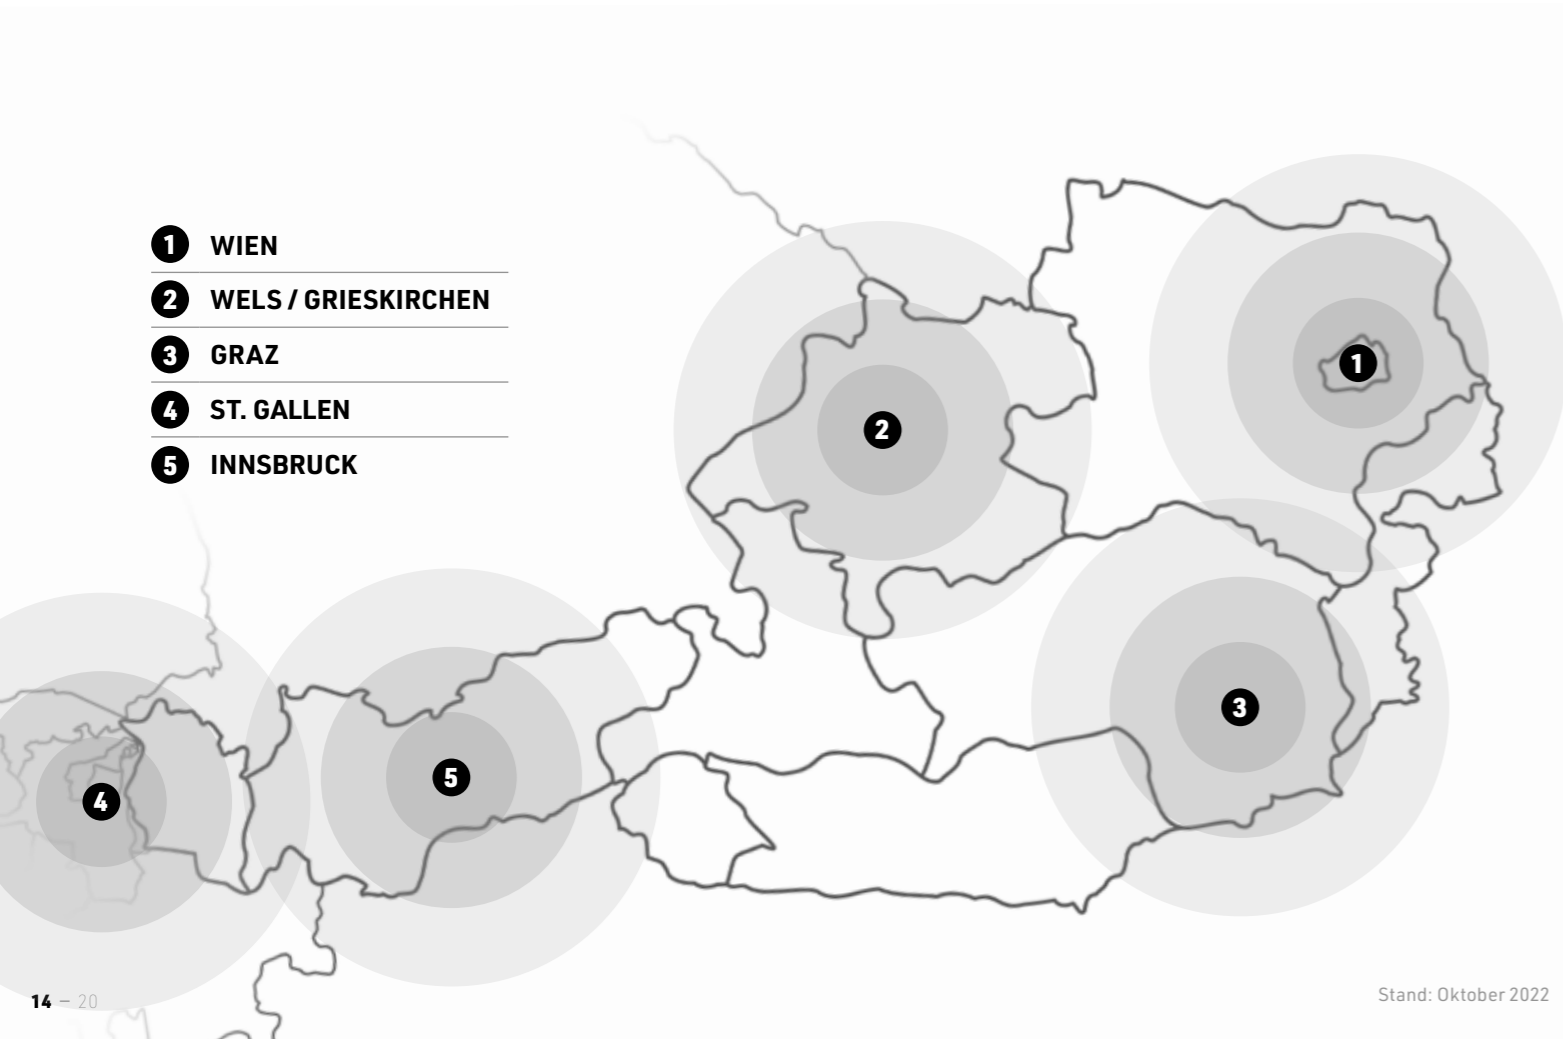 1 WIEN
2 WELS / GRIESKIRCHEN
3 GRAZ
4 ST. GALLEN
5 INNSBRUCK
1
2
3
5
4
14 – 20
Stand: Oktober 2022